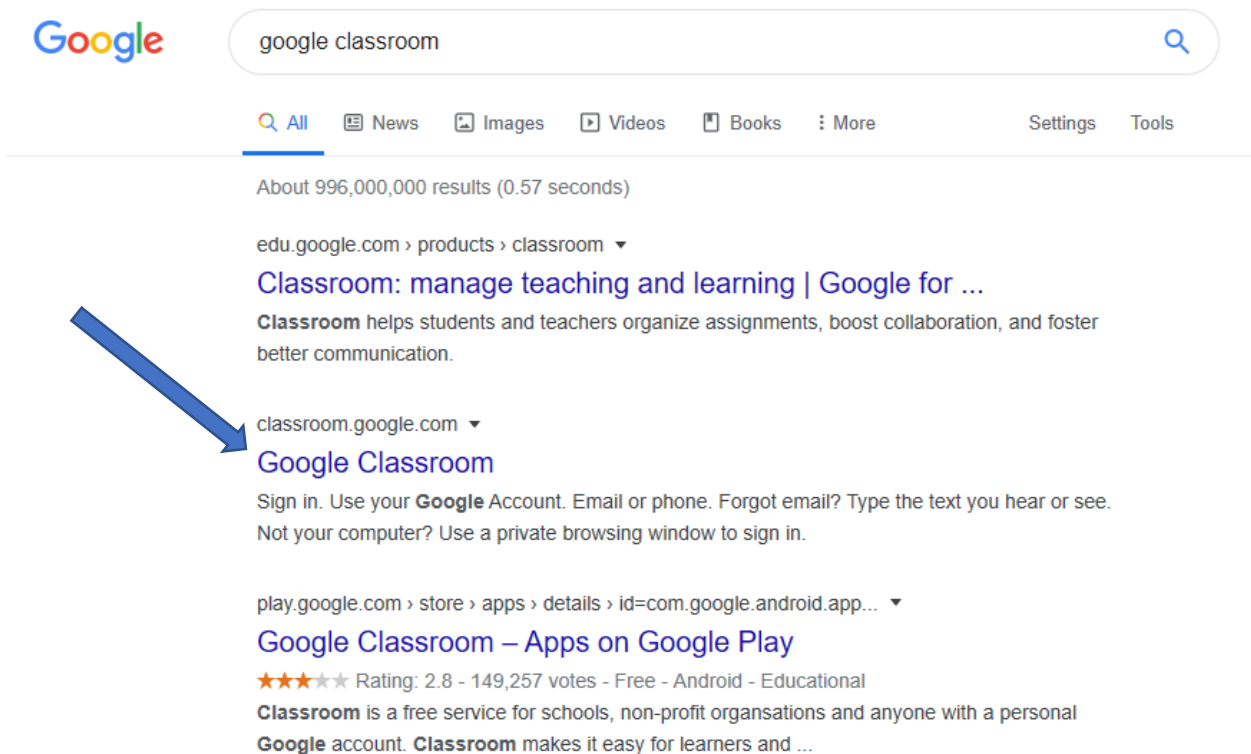 Google
google classroom
All News Images Videos Books More Settings Tools
About 996,000,000 results (0.57 seconds)
edu.google.com › products › classroom
Classroom: manage teaching and learning | Google for ...
Classroom helps students and teachers organize assignments, boost collaboration, and foster
better communication.
classroom.google.com
Google Classroom
Sign in. Use your Google Account. Email or phone. Forgot email? Type the text you hear or see.
Not your computer? Use a private browsing window to sign in.
play.google.com › store › apps › details › id=com.google.android.app...
Google Classroom – Apps on Google Play
Rating: 2.8 - 149,257 votes - Free - Android - Educational
Classroom is a free service for schools, non-profit organsations and anyone with a personal
Google account. Classroom makes it easy for learners and ...